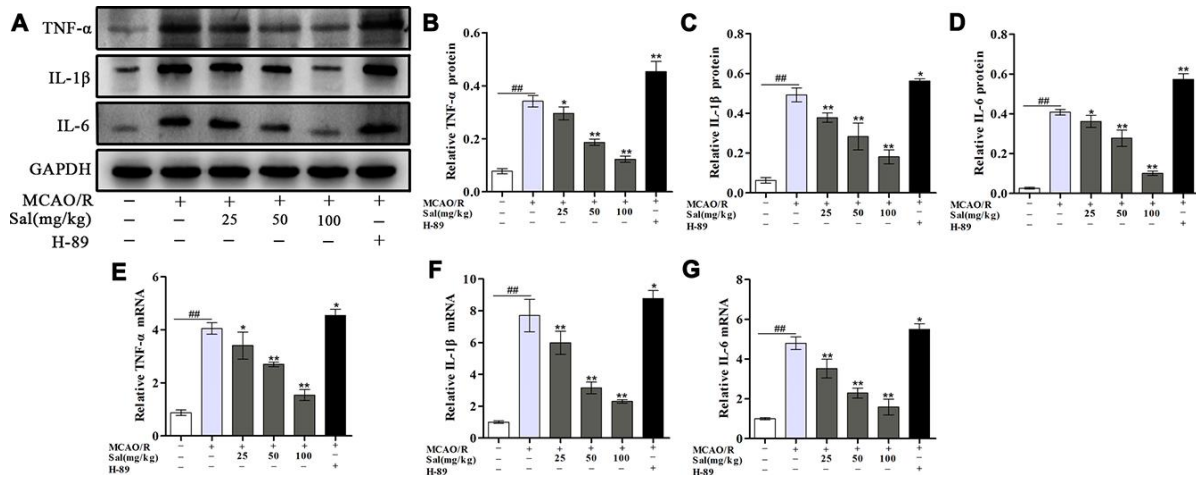 A
TNF-α
IL-1β
IL-6
GAPDH
MCAO/R – + + + + +
Sal(mg/kg) – – 25 50 100 –
H-89 – – – – – +
B
Relative TNF-α protein
0.6
0.4
0.2
0.0
##
*
**
**
**
MCAO/R – + + + + +
Sal(mg/kg) – – 25 50 100 –
H-89 – – – – – +
C
Relative IL-1β protein
0.8
0.6
0.4
0.2
0.0
##
**
**
**
*
MCAO/R – + + + + +
Sal(mg/kg) – – 25 50 100 –
H-89 – – – – – +
D
Relative IL-6 protein
0.8
0.6
0.4
0.2
0.0
##
*
**
**
**
MCAO/R – + + + + +
Sal(mg/kg) – – 25 50 100 –
H-89 – – – – – +
E
Relative TNF-α mRNA
6
4
2
0
##
*
**
**
*
MCAO/R – + + + + +
Sal(mg/kg) – – 25 50 100 –
H-89 – – – – – +
F
Relative IL-1β mRNA
10
8
6
4
2
0
##
**
**
**
*
MCAO/R – + + + + +
Sal(mg/kg) – – 25 50 100 –
H-89 – – – – – +
G
Relative IL-6 mRNA
8
6
4
2
0
##
**
**
**
*
MCAO/R – + + + + +
Sal(mg/kg) – – 25 50 100 –
H-89 – – – – – +